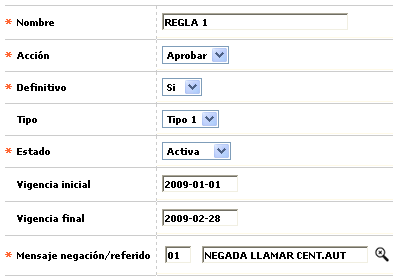 * Nombre REGLA 1
* Acción Aprobar
* Definitivo Si
Tipo Tipo 1
* Estado Activa
Vigencia inicial 2009-01-01
Vigencia final 2009-02-28
* Mensaje negación/referido 01 NEGADA LLAMAR CENT.AUT